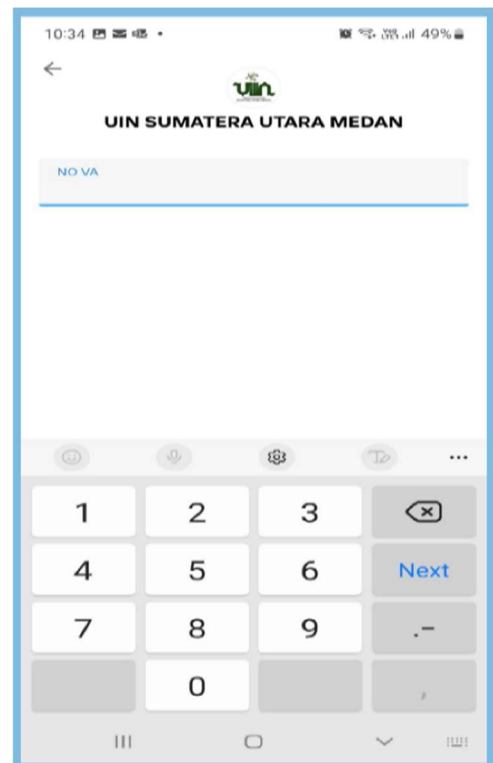 10:34
49%
UIN
UIN SUMATERA UTARA MEDAN
NO VA
1 2 3
4 5 6 Next
7 8 9 .-
0 ,